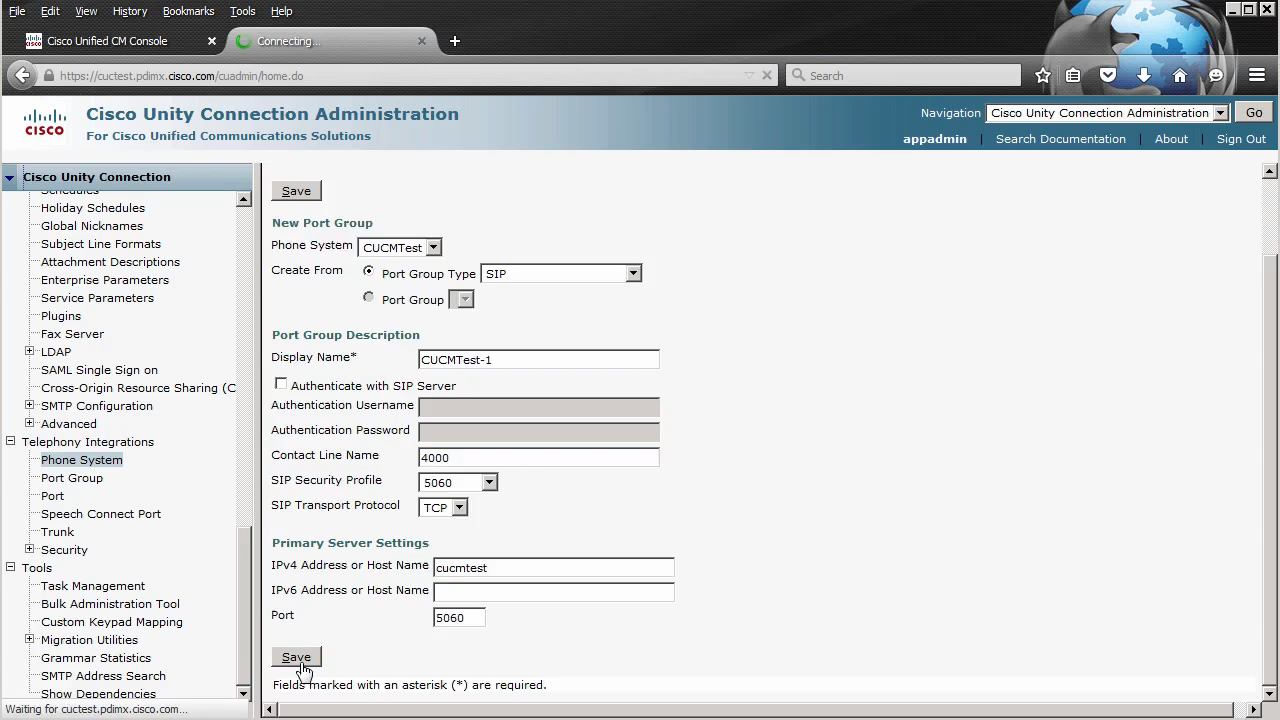 File Edit View History Bookmarks Tools Help
Cisco Unified CM Console
Connecting...
https://cuctest.pdimx.cisco.com/cuadmin/home.do
Search
CISCO
Cisco Unity Connection Administration
For Cisco Unified Communications Solutions
Navigation Cisco Unity Connection Administration Go
appadmin | Search Documentation | About | Sign Out
Cisco Unity Connection
Schedules
Holiday Schedules
Global Nicknames
Subject Line Formats
Attachment Descriptions
Enterprise Parameters
Service Parameters
Plugins
Fax Server
LDAP
SAML Single Sign on
Cross-Origin Resource Sharing (C
SMTP Configuration
Advanced
Telephony Integrations
Phone System
Port Group
Port
Speech Connect Port
Trunk
Security
Tools
Task Management
Bulk Administration Tool
Custom Keypad Mapping
Migration Utilities
Grammar Statistics
SMTP Address Search
Show Dependencies
Waiting for cuctest.pdimx.cisco.com...
Save
New Port Group
Phone System CUCMTest
Create From Port Group Type SIP
Port Group
Port Group Description
Display Name* CUCMTest-1
Authenticate with SIP Server
Authentication Username
Authentication Password
Contact Line Name 4000
SIP Security Profile 5060
SIP Transport Protocol TCP
Primary Server Settings
IPv4 Address or Host Name cucmtest
IPv6 Address or Host Name
Port 5060
Save
Fields marked with an asterisk (*) are required.